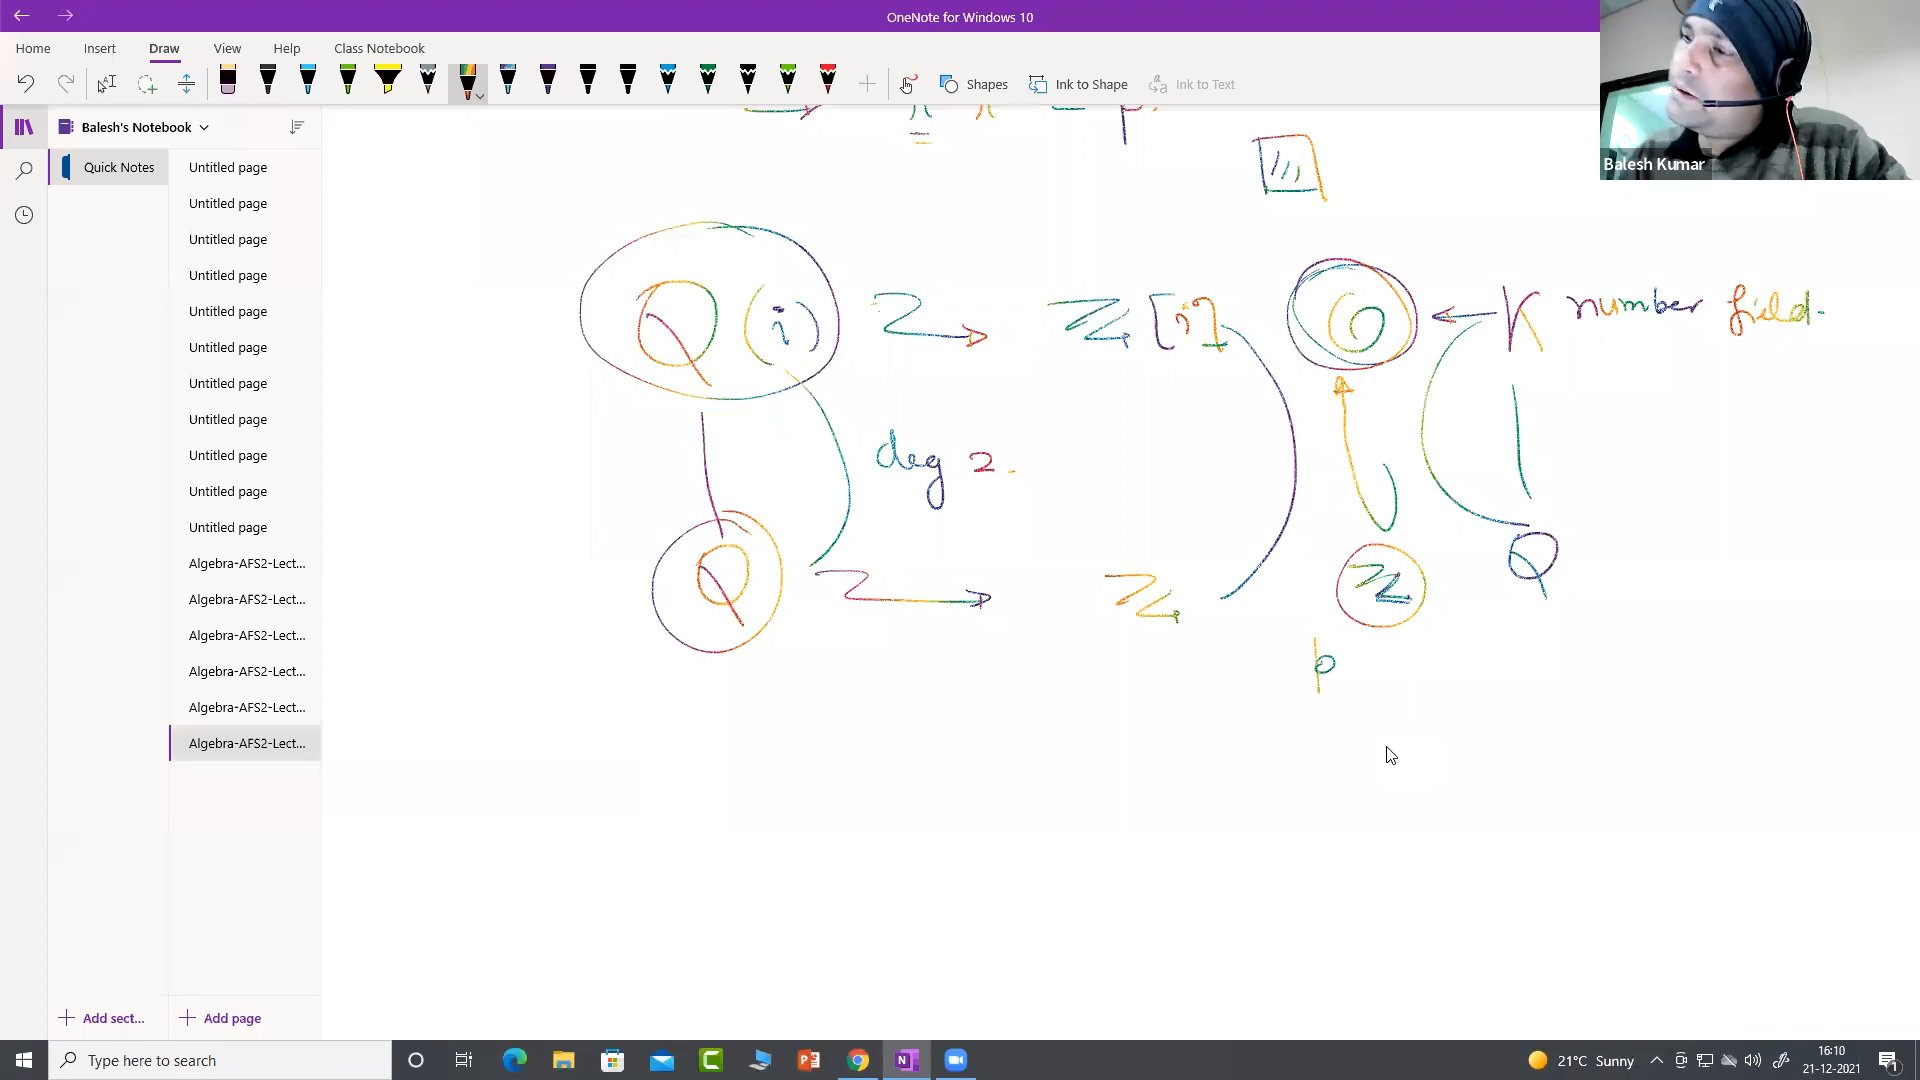 OneNote for Windows 10
Home Insert Draw View Help Class Notebook
Shapes Ink to Shape Ink to Text
Balesh's Notebook
Quick Notes
Untitled page
Untitled page
Untitled page
Untitled page
Untitled page
Untitled page
Untitled page
Untitled page
Untitled page
Untitled page
Untitled page
Algebra-AFS2-Lect...
Algebra-AFS2-Lect...
Algebra-AFS2-Lect...
Algebra-AFS2-Lect...
Algebra-AFS2-Lect...
Algebra-AFS2-Lect...
Add sect... Add page
Balesh Kumar
Q(i) ℤ[i] O K number field.
deg 2.
Q ℤ ℤ Q
p
Type here to search
21°C Sunny
16:10
21-12-2021
1